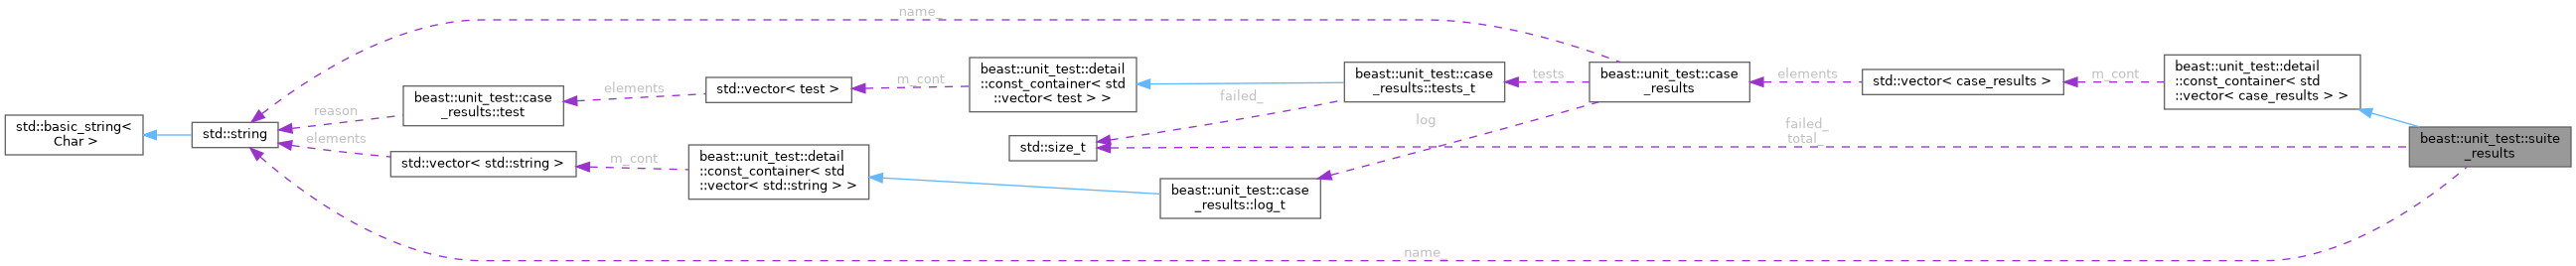 name_
std::basic_string<
Char >
std::string
reason
elements
beast::unit_test::case
_results::test
std::vector< std::string >
elements
m_cont
std::vector< test >
beast::unit_test::detail
::const_container< std
::vector< std::string > >
m_cont
beast::unit_test::detail
::const_container< std
::vector< test > >
std::size_t
failed_
beast::unit_test::case
_results::tests_t
beast::unit_test::case
_results::log_t
tests
log
beast::unit_test::case
_results
elements
std::vector< case_results >
failed_
total_
m_cont
beast::unit_test::detail
::const_container< std
::vector< case_results > >
beast::unit_test::suite
_results
name_